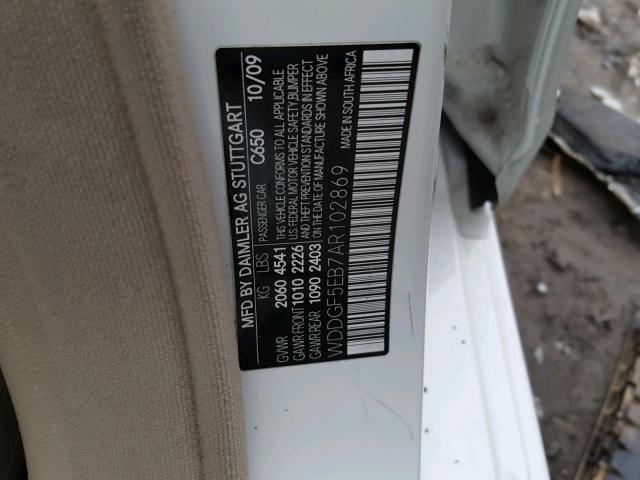 MFD BY DAIMLER AG STUTTGART
PASSENGER CAR C650 10/09
KG LBS
GVWR 2060 4541
GAWR FRONT 1010 2226
GAWR REAR 1090 2403
THIS VEHICLE CONFORMS TO ALL APPLICABLE
U.S. FEDERAL MOTOR VEHICLE SAFETY, BUMPER
AND THEFT PREVENTION STANDARDS IN EFFECT
ON THE DATE OF MANUFACTURE SHOWN ABOVE
WDDGF5EB7AR102869
MADE IN SOUTH AFRICA